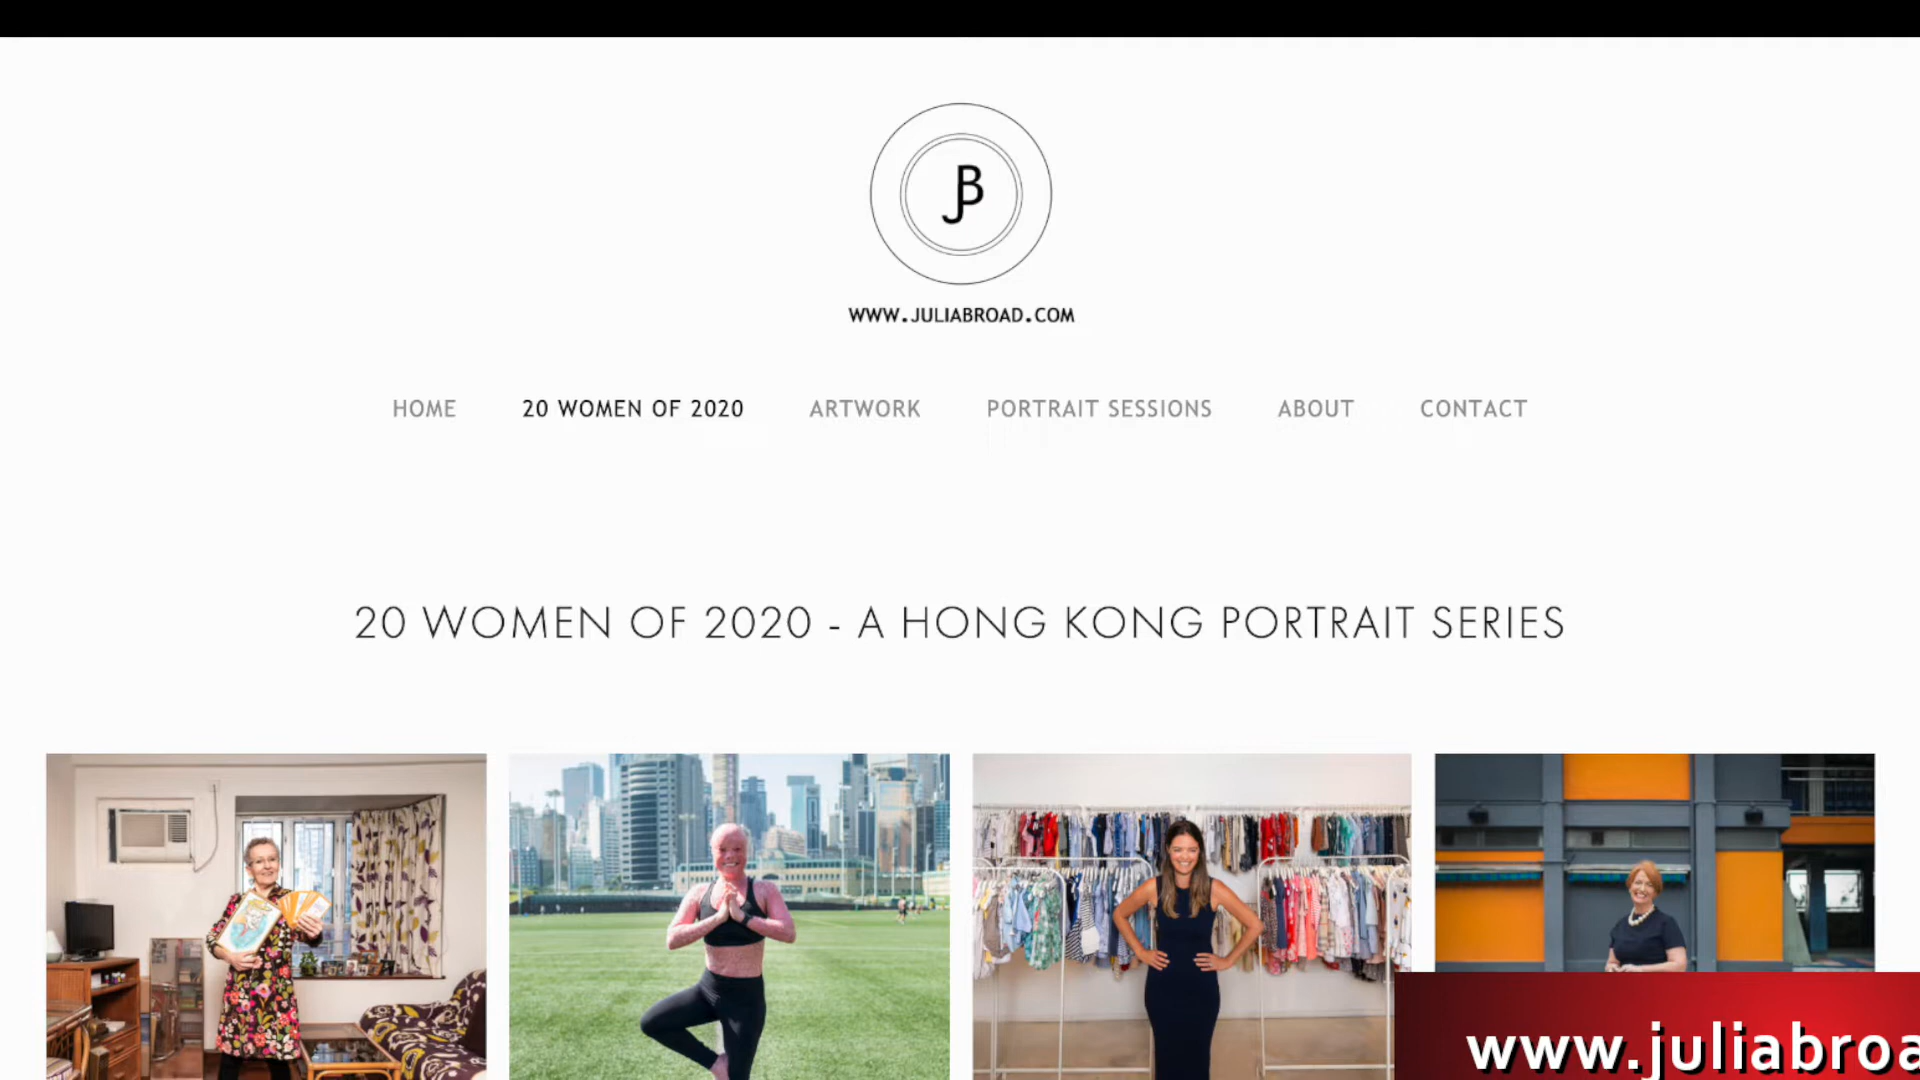 JB
WWW.JULIABROAD.COM
HOME 20 WOMEN OF 2020 ARTWORK PORTRAIT SESSIONS ABOUT CONTACT
20 WOMEN OF 2020 - A HONG KONG PORTRAIT SERIES
www.juliabroa